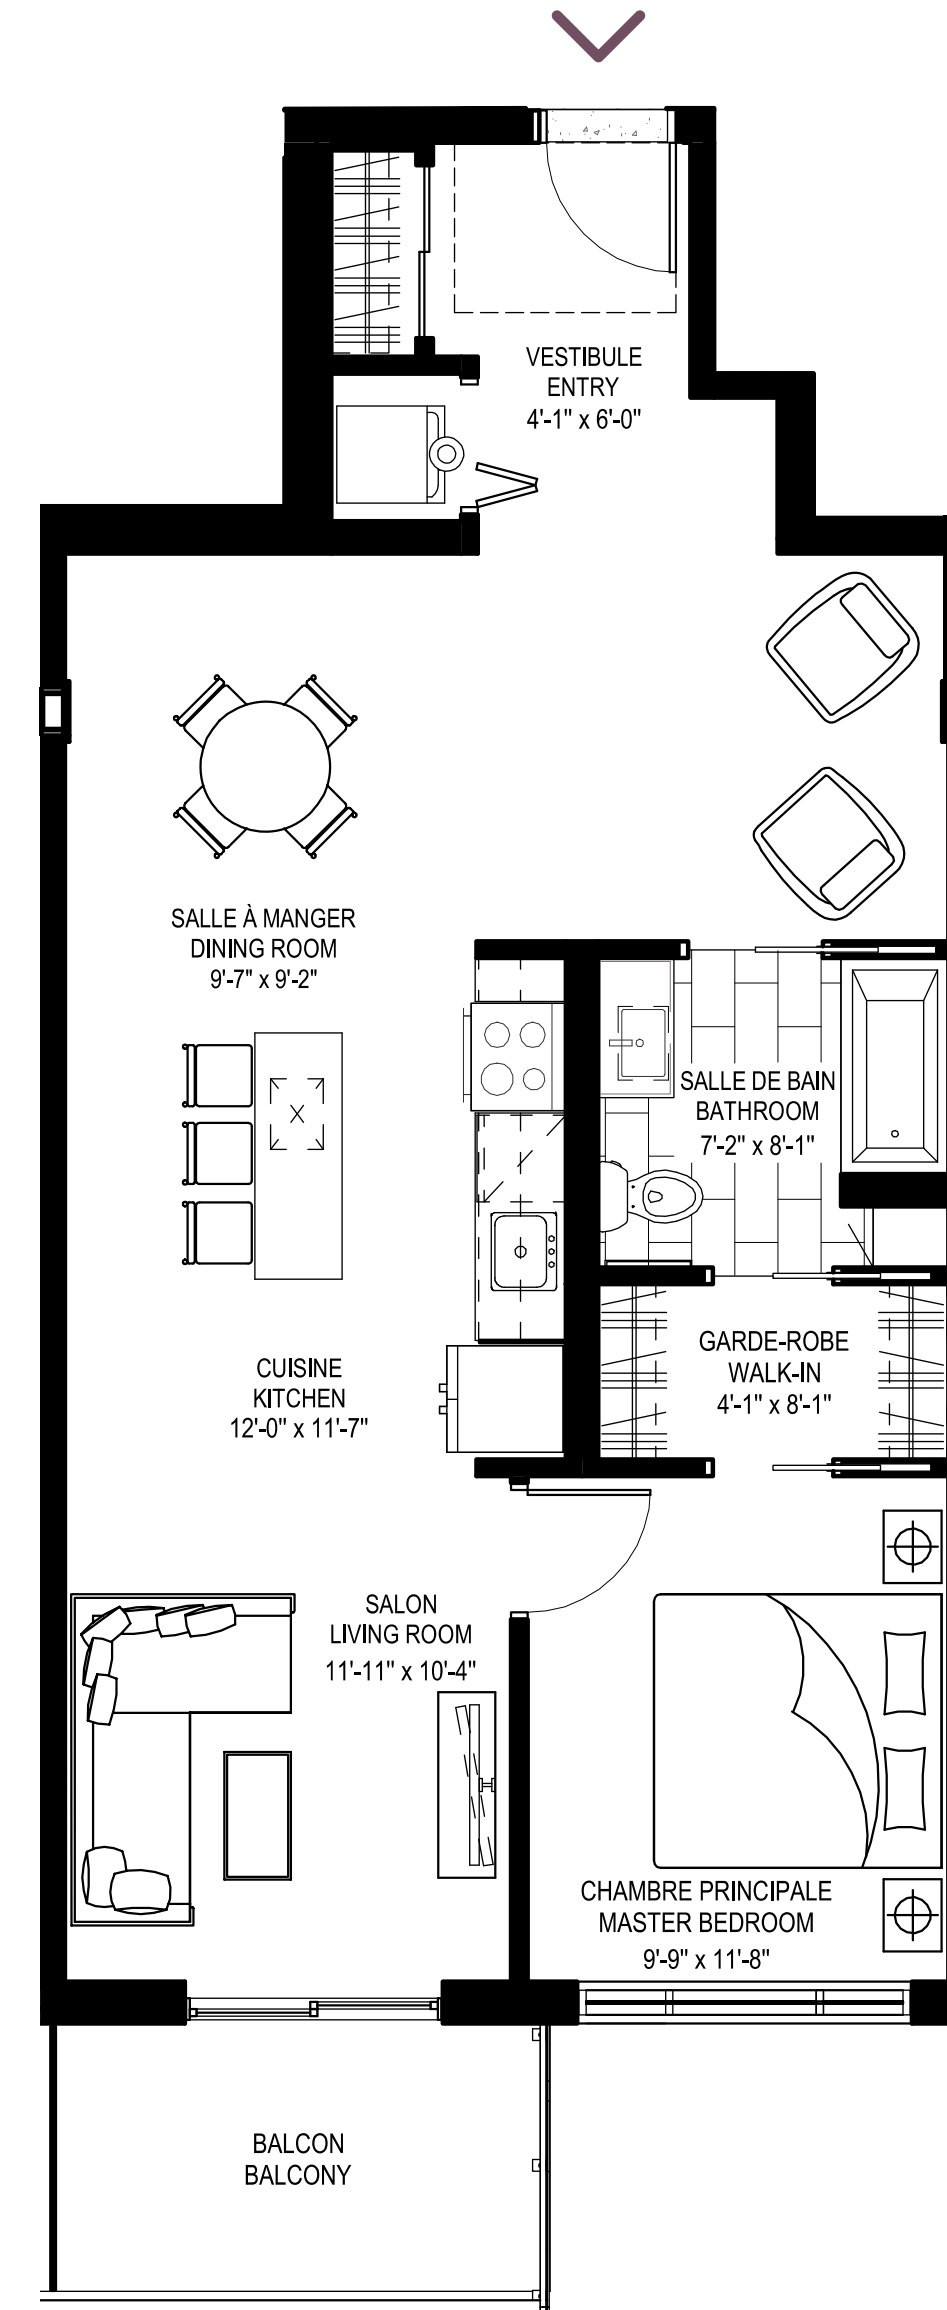 VESTIBULE
ENTRY
4'-1" x 6'-0"
SALLE À MANGER
DINING ROOM
9'-7" x 9'-2"
SALLE DE BAIN
BATHROOM
7'-2" x 8'-1"
GARDE-ROBE
WALK-IN
4'-1" x 8'-1"
CUISINE
KITCHEN
12'-0" x 11'-7"
SALON
LIVING ROOM
11'-11" x 10'-4"
CHAMBRE PRINCIPALE
MASTER BEDROOM
9'-9" x 11'-8"
BALCON
BALCONY